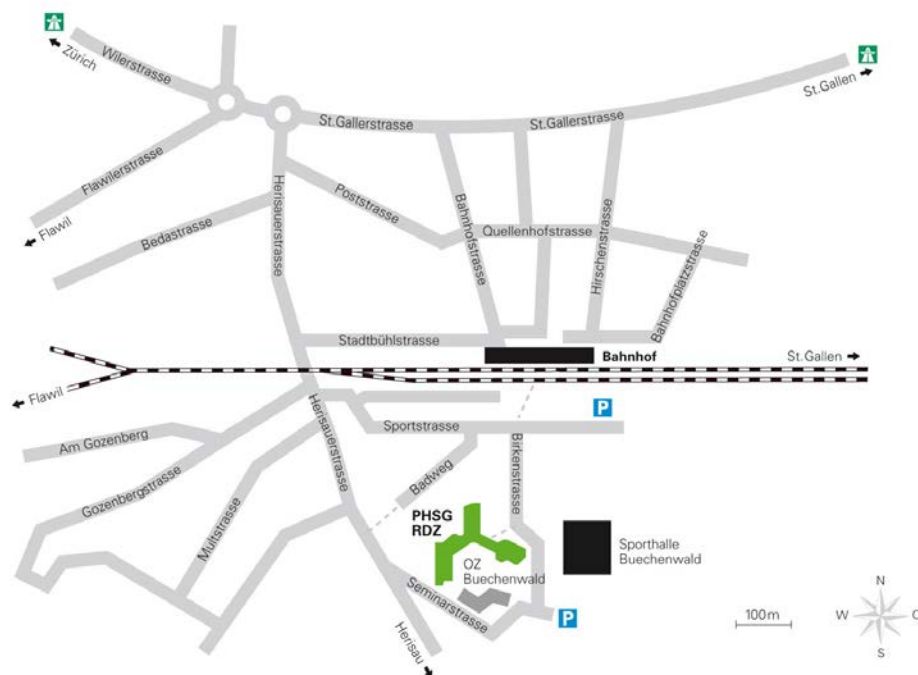 Wilerstrasse
Zürich
St.Gallen
St.Gallerstrasse
St.Gallerstrasse
Flawilerstrasse
Flawil
Bedastrasse
Herisauerstrasse
Poststrasse
Bahnhofstrasse
Quellenhofstrasse
Hirschenstrasse
Bahnhofplatzstrasse
Stadtbühlstrasse
Bahnhof
St.Gallen
Flawil
P
Sportstrasse
Am Gozenberg
Herisauerstrasse
Birkenstrasse
Badweg
Gozenbergstrasse
Multstrasse
PHSG
RDZ
OZ
Buechenwald
Sporthalle
Buechenwald
Seminarstrasse
P
Herisau
100m
N
W
O
S